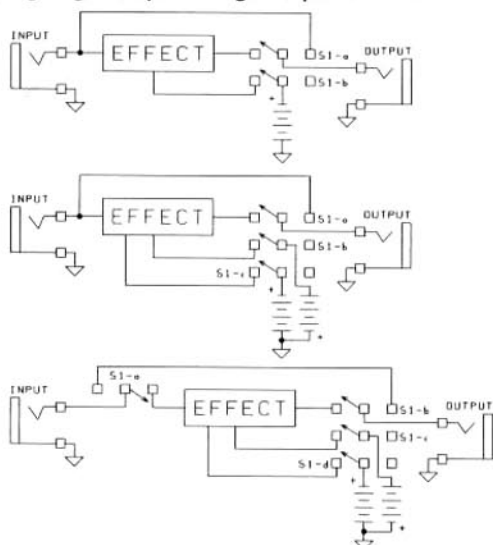 INPUT
EFFECT
S1-a
OUTPUT
S1-b
+
INPUT
EFFECT
S1-a
OUTPUT
S1-b
S1-c
+
+
S1-a
INPUT
EFFECT
S1-b
OUTPUT
S1-c
S1-d
+
+